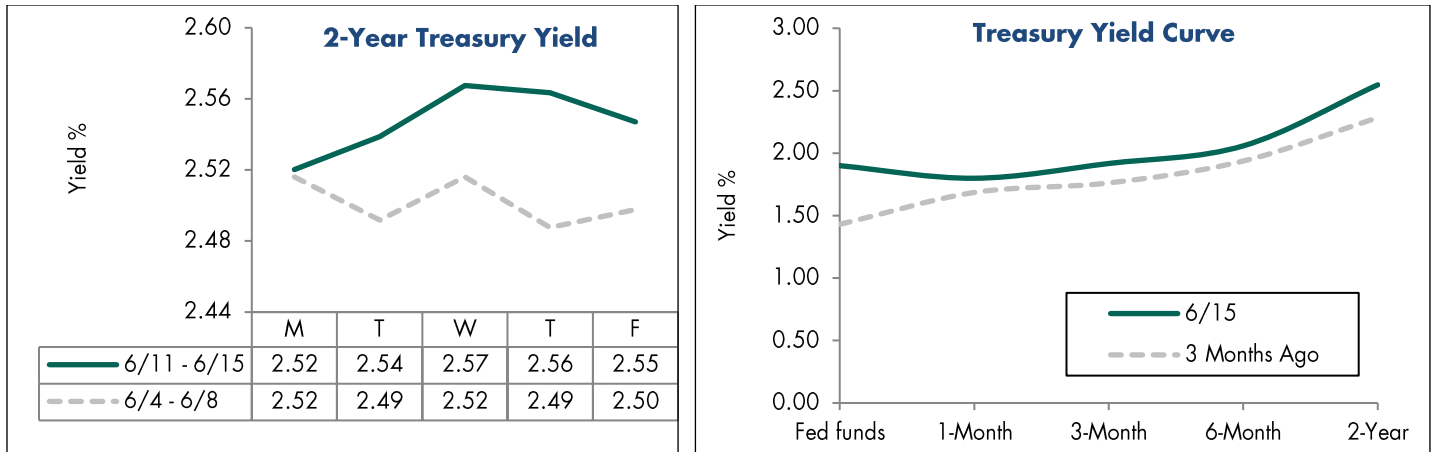 2-Year Treasury Yield
Yield %
2.60
2.56
2.52
2.48
2.44
M T W T F
6/11 - 6/15 2.52 2.54 2.57 2.56 2.55
6/4 - 6/8 2.52 2.49 2.52 2.49 2.50
Treasury Yield Curve
Yield %
3.00
2.50
2.00
1.50
1.00
0.50
0.00
6/15
3 Months Ago
Fed funds 1-Month 3-Month 6-Month 2-Year